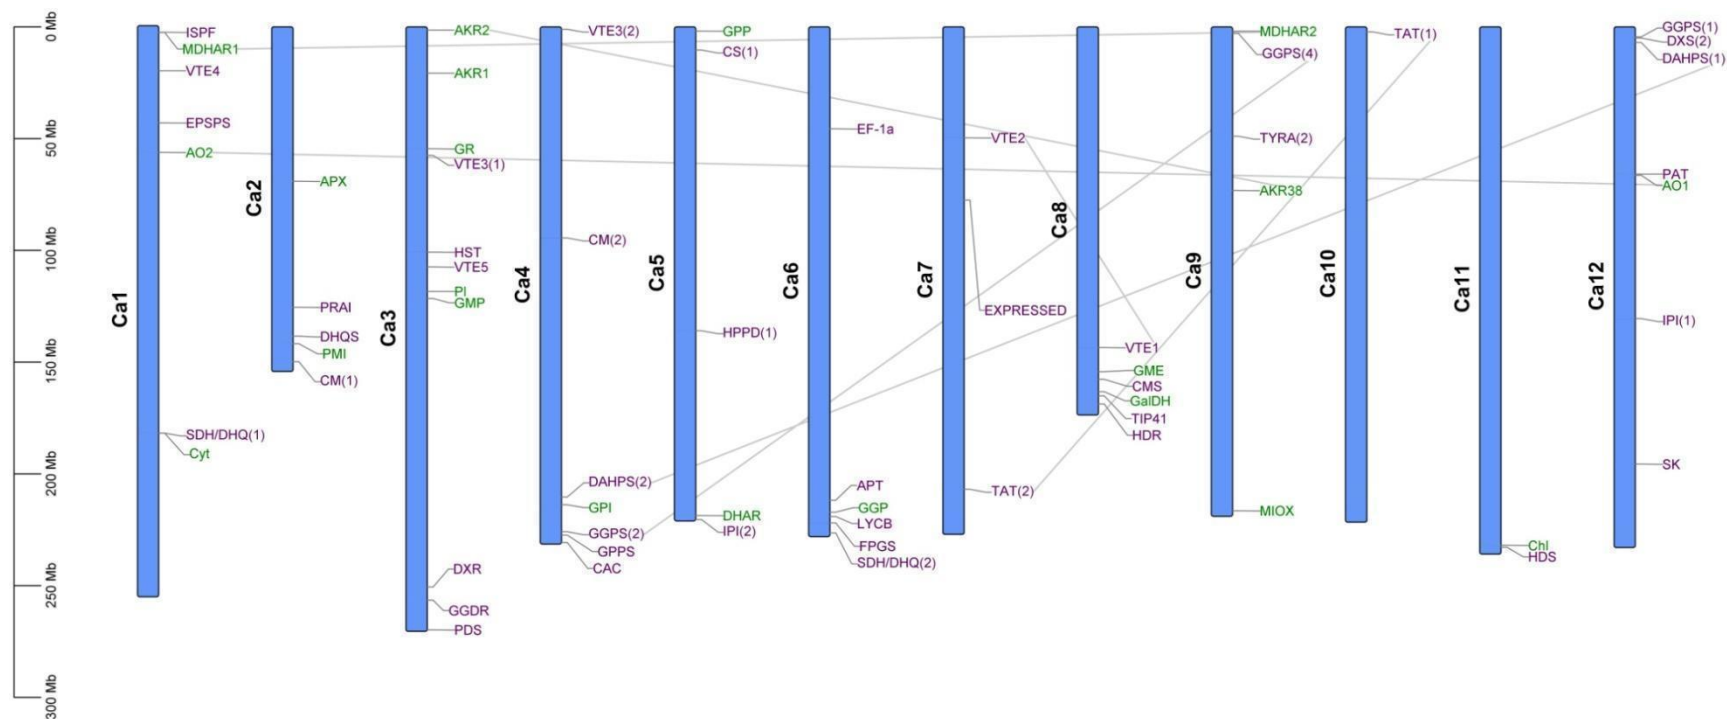 0 Mb
50 Mb
100 Mb
150 Mb
200 Mb
250 Mb
300 Mb
Ca1
ISPF
MDHAR1
VTE4
EPSPS
AO2
SDH/DHQ(1)
Cyt
Ca2
APX
PRAI
DHQS
PMI
CM(1)
Ca3
AKR2
AKR1
GR
VTE3(1)
HST
VTE5
PI
GMP
DXR
GGDR
PDS
Ca4
VTE3(2)
CM(2)
DAHPS(2)
GPI
GGPS(2)
GPPS
CAC
Ca5
GPP
CS(1)
HPPD(1)
DHAR
IPI(2)
Ca6
EF-1a
APT
GGP
LYCB
FPGS
SDH/DHQ(2)
Ca7
VTE2
EXPRESSED
TAT(2)
Ca8
VTE1
GME
CMS
GalDH
TIP41
HDR
Ca9
MDHAR2
GGPS(4)
TYRA(2)
AKR38
MIOX
Ca10
TAT(1)
Ca11
Chl
HDS
Ca12
GGPS(1)
DXS(2)
DAHPS(1)
PAT
AO1
IPI(1)
SK